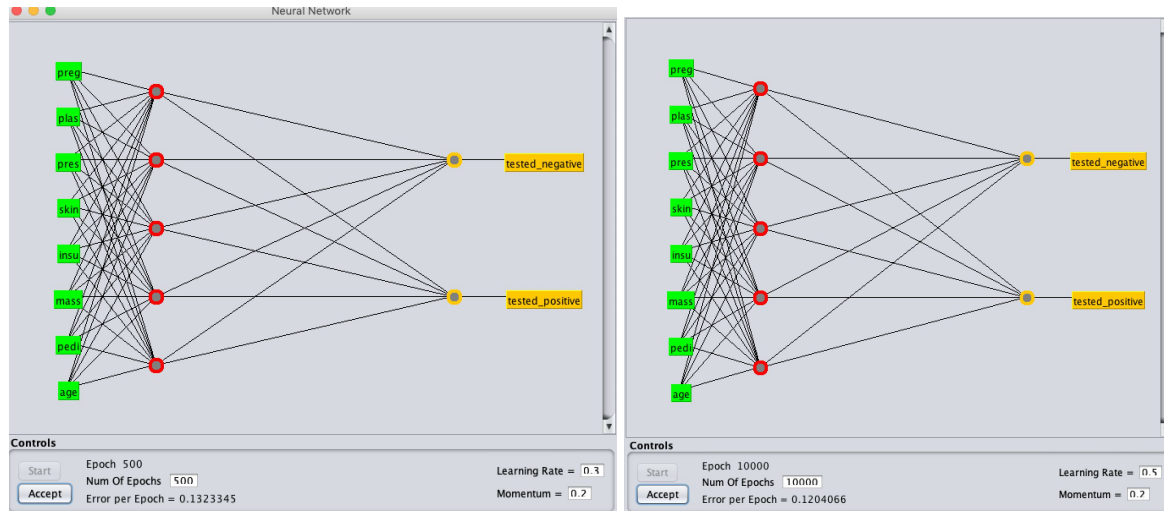 Neural Network
preg
plas
pres
skin
insu
mass
pedi
age
tested_negative
tested_positive
Controls
Start
Accept
Epoch 500
Num Of Epochs 500
Error per Epoch = 0.1323345
Learning Rate = 0.3
Momentum = 0.2
preg
plas
pres
skin
insu
mass
pedi
age
tested_negative
tested_positive
Controls
Start
Accept
Epoch 10000
Num Of Epochs 10000
Error per Epoch = 0.1204066
Learning Rate = 0.5
Momentum = 0.2